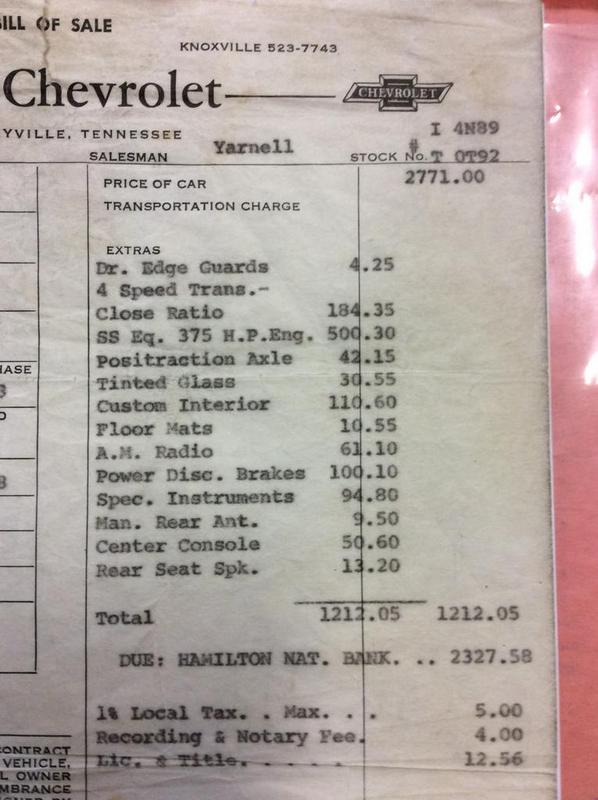 BILL OF SALE
KNOXVILLE 523-7743
Chevrolet
CHEVROLET
YVILLE, TENNESSEE
I 4N89
SALESMAN Yarnell STOCK No. # T OT92
PRICE OF CAR 2771.00
TRANSPORTATION CHARGE
EXTRAS
Dr. Edge Guards 4.25
4 Speed Trans.-
Close Ratio 184.35
SS Eq. 375 H.P.Eng. 500.30
Positraction Axle 42.15
HASE
Tinted Glass 30.55
Custom Interior 110.60
Floor Mats 10.55
A.M. Radio 61.10
Power Disc. Brakes 100.10
Spec. Instruments 94.80
Man. Rear Ant. 9.50
Center Console 50.60
Rear Seat Spk. 13.20
Total 1212.05 1212.05
DUE: HAMILTON NAT. BANK. .. 2327.58
1% Local Tax. . Max. . . 5.00
Recording & Notary Fee. 4.00
Lic. & Title. . . . . . 12.56
CONTRACT
VEHICLE,
L OWNER
MBRANCE